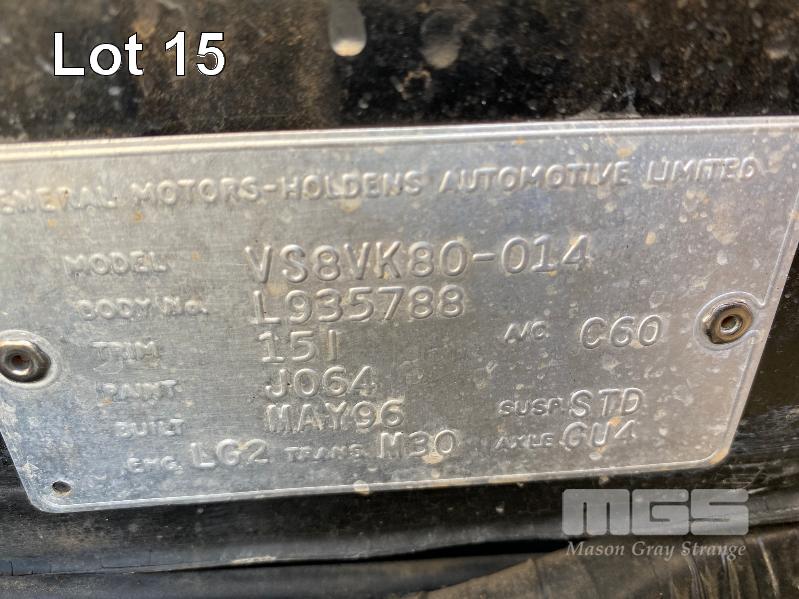 Lot 15
GENERAL MOTORS-HOLDENS AUTOMOTIVE LIMITED
MODEL VS8VK80-014
BODY No. L935788
TRIM 151 A/C C60
PAINT J064
BUILT MAY96 SUSP STD
ENG. LG2 TRANS M30 AXLE GU4
MGS
Mason Gray Strange